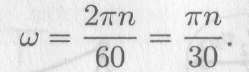 ω = 2πn/60 = πn/30.